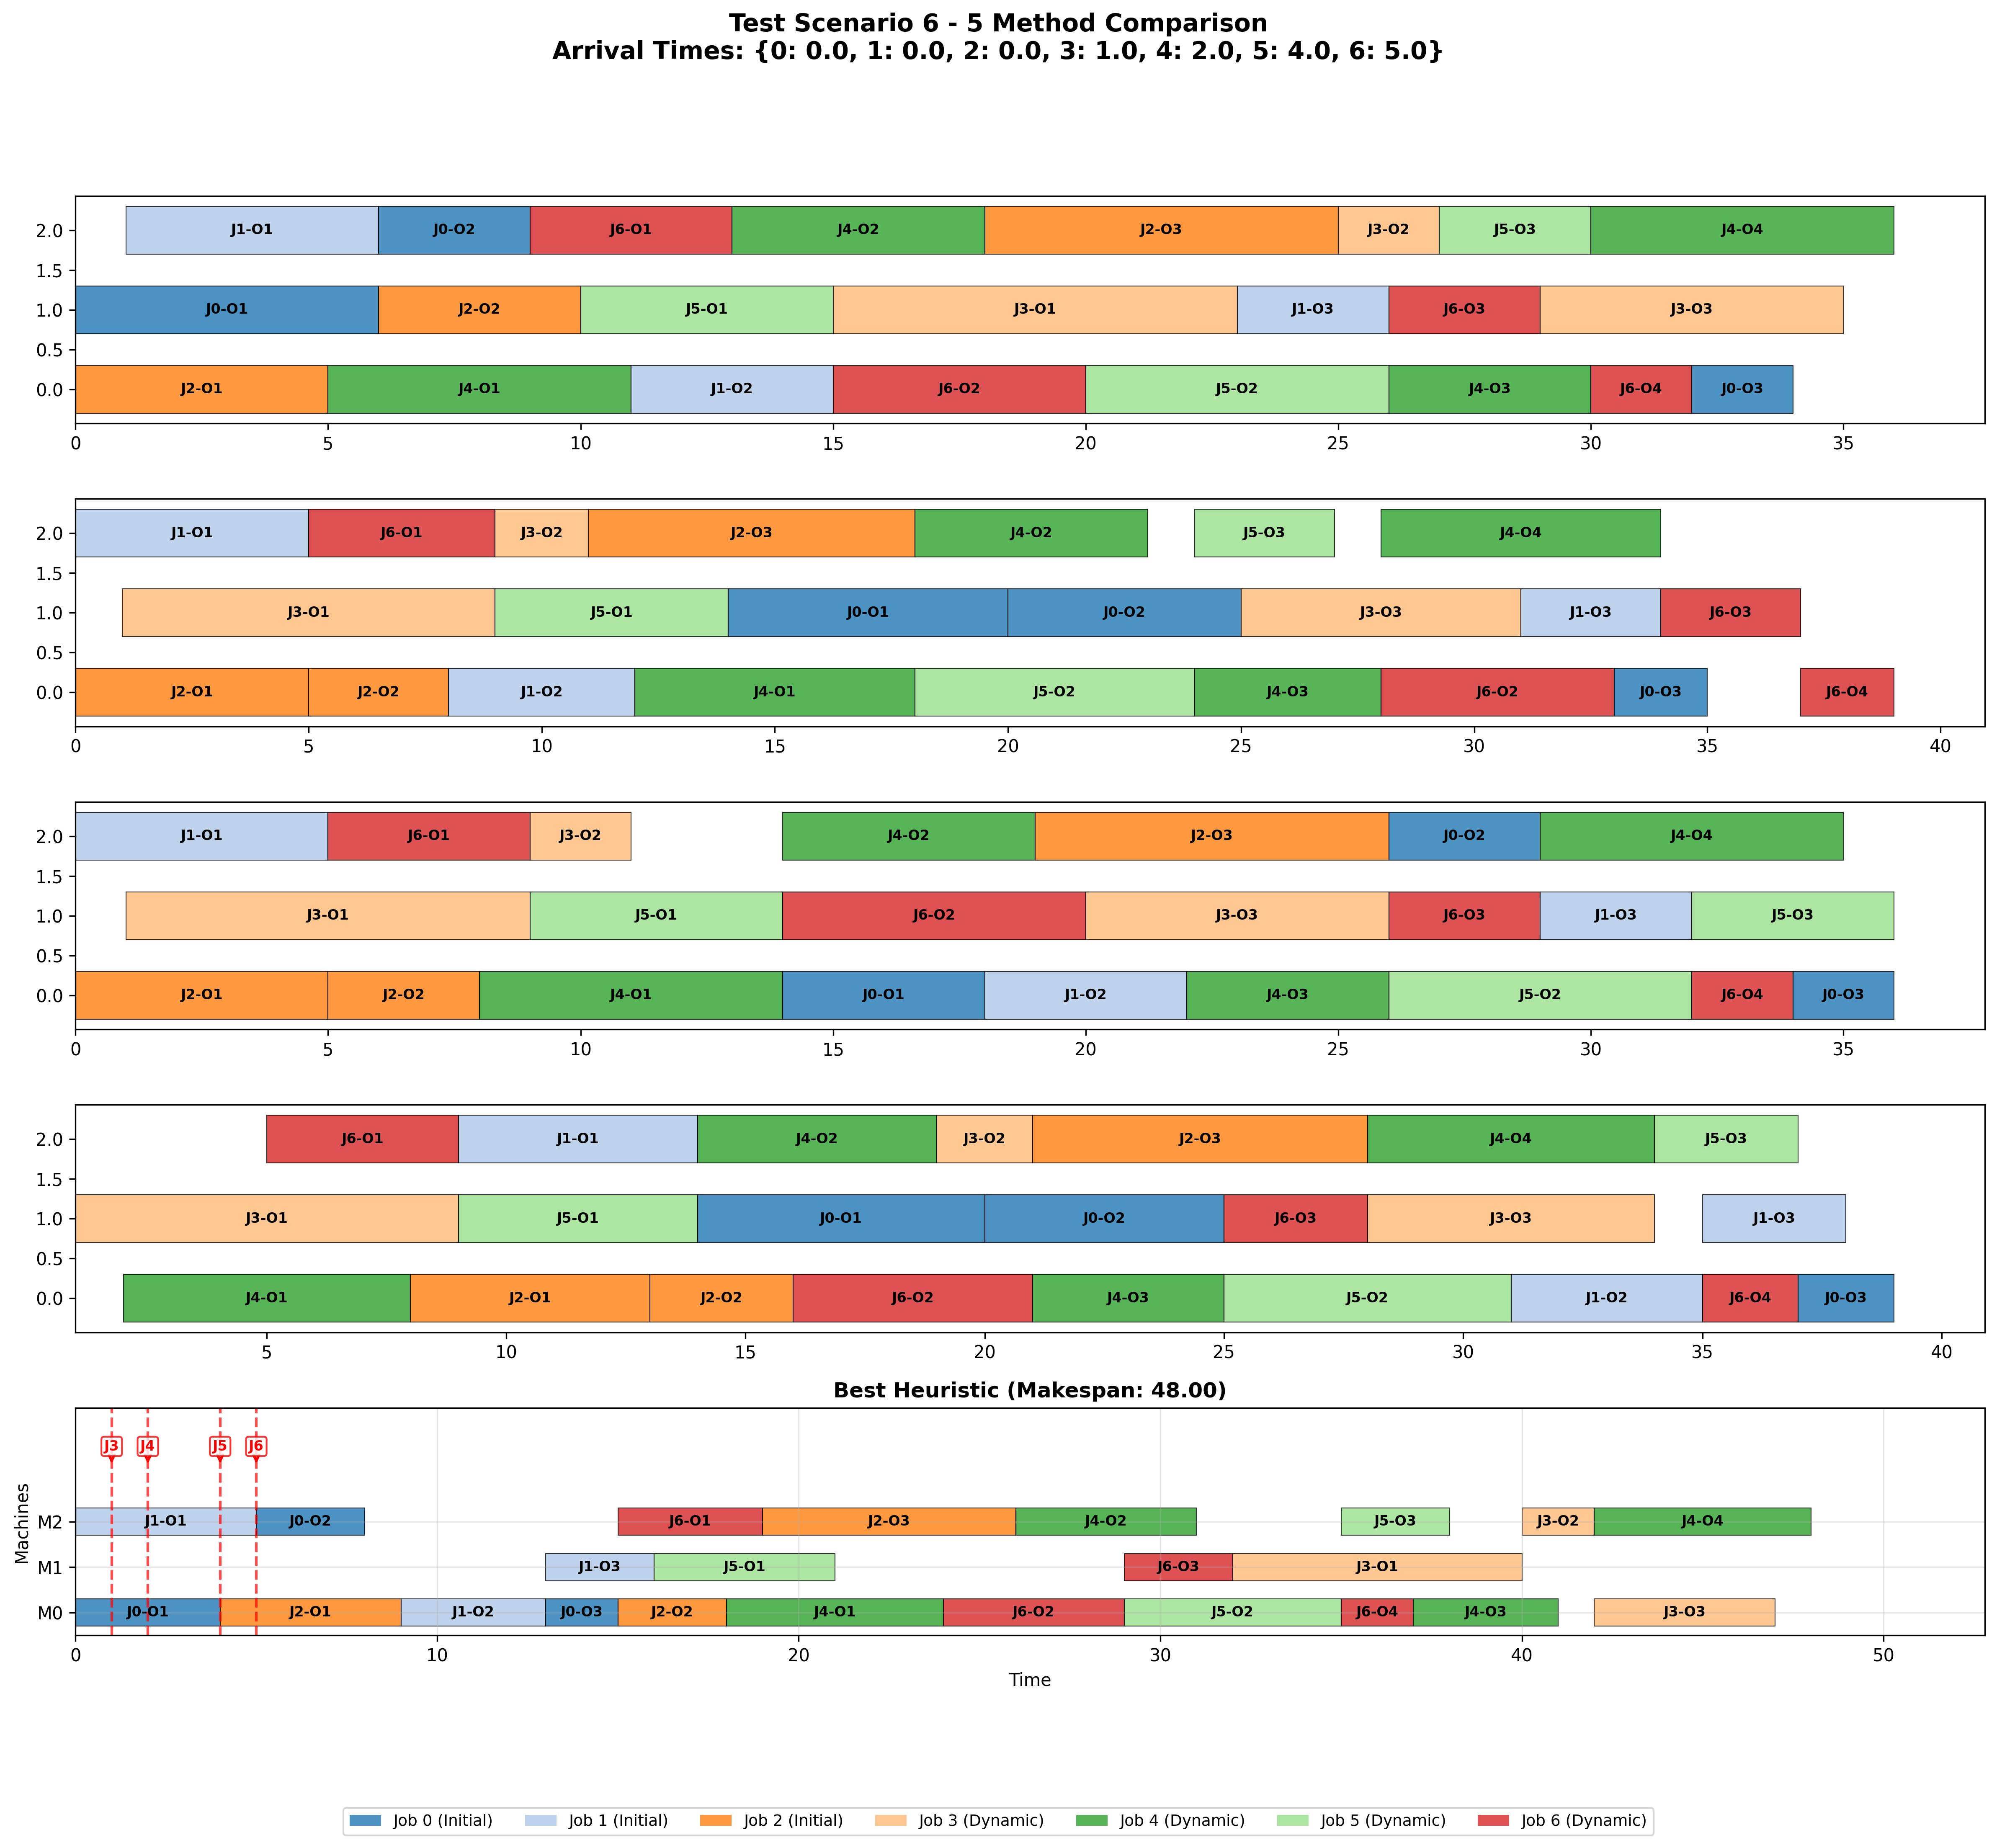 Test Scenario 6 - 5 Method Comparison
Arrival Times: {0: 0.0, 1: 0.0, 2: 0.0, 3: 1.0, 4: 2.0, 5: 4.0, 6: 5.0}
2.0 J1-O1 J0-O2 J6-O1 J4-O2 J2-O3 J3-O2 J5-O3 J4-O4
1.5
1.0 J0-O1 J2-O2 J5-O1 J3-O1 J1-O3 J6-O3 J3-O3
0.5
0.0 J2-O1 J4-O1 J1-O2 J6-O2 J5-O2 J4-O3 J6-O4 J0-O3
0 5 10 15 20 25 30 35
2.0 J1-O1 J6-O1 J3-O2 J2-O3 J4-O2 J5-O3 J4-O4
1.5
1.0 J3-O1 J5-O1 J0-O1 J0-O2 J3-O3 J1-O3 J6-O3
0.5
0.0 J2-O1 J2-O2 J1-O2 J4-O1 J5-O2 J4-O3 J6-O2 J0-O3 J6-O4
0 5 10 15 20 25 30 35 40
2.0 J1-O1 J6-O1 J3-O2 J4-O2 J2-O3 J0-O2 J4-O4
1.5
1.0 J3-O1 J5-O1 J6-O2 J3-O3 J6-O3 J1-O3 J5-O3
0.5
0.0 J2-O1 J2-O2 J4-O1 J0-O1 J1-O2 J4-O3 J5-O2 J6-O4 J0-O3
0 5 10 15 20 25 30 35
2.0 J6-O1 J1-O1 J4-O2 J3-O2 J2-O3 J4-O4 J5-O3
1.5
1.0 J3-O1 J5-O1 J0-O1 J0-O2 J6-O3 J3-O3 J1-O3
0.5
0.0 J4-O1 J2-O1 J2-O2 J6-O2 J4-O3 J5-O2 J1-O2 J6-O4 J0-O3
5 10 15 20 25 30 35 40
Best Heuristic (Makespan: 48.00)
J3 J4 J5 J6
Machines
M2 J1-O1 J0-O2 J6-O1 J2-O3 J4-O2 J5-O3 J3-O2 J4-O4
M1 J1-O3 J5-O1 J6-O3 J3-O1
M0 J0-O1 J2-O1 J1-O2 J0-O3 J2-O2 J4-O1 J6-O2 J5-O2 J6-O4 J4-O3 J3-O3
0 10 20 30 40 50
Time
Job 0 (Initial) Job 1 (Initial) Job 2 (Initial) Job 3 (Dynamic) Job 4 (Dynamic) Job 5 (Dynamic) Job 6 (Dynamic)